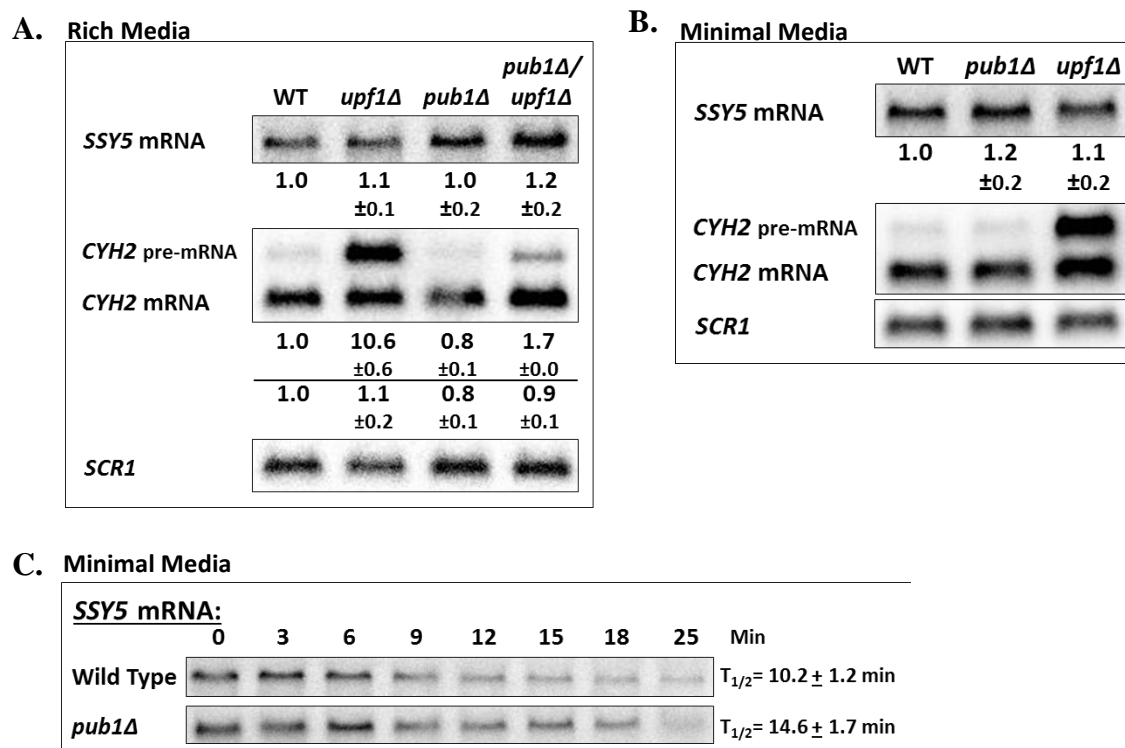 A. Rich Media
WT upf1Δ pub1Δ pub1Δ/ upf1Δ
SSY5 mRNA
1.0 1.1 1.0 1.2
±0.1 ±0.2 ±0.2
CYH2 pre-mRNA
CYH2 mRNA
1.0 10.6 0.8 1.7
±0.6 ±0.1 ±0.0
1.0 1.1 0.8 0.9
±0.2 ±0.1 ±0.1
SCR1
B. Minimal Media
WT pub1Δ upf1Δ
SSY5 mRNA
1.0 1.2 1.1
±0.2 ±0.2
CYH2 pre-mRNA
CYH2 mRNA
SCR1
C. Minimal Media
SSY5 mRNA:
0 3 6 9 12 15 18 25 Min
Wild Type T1/2= 10.2 ± 1.2 min
pub1Δ T1/2= 14.6 ± 1.7 min